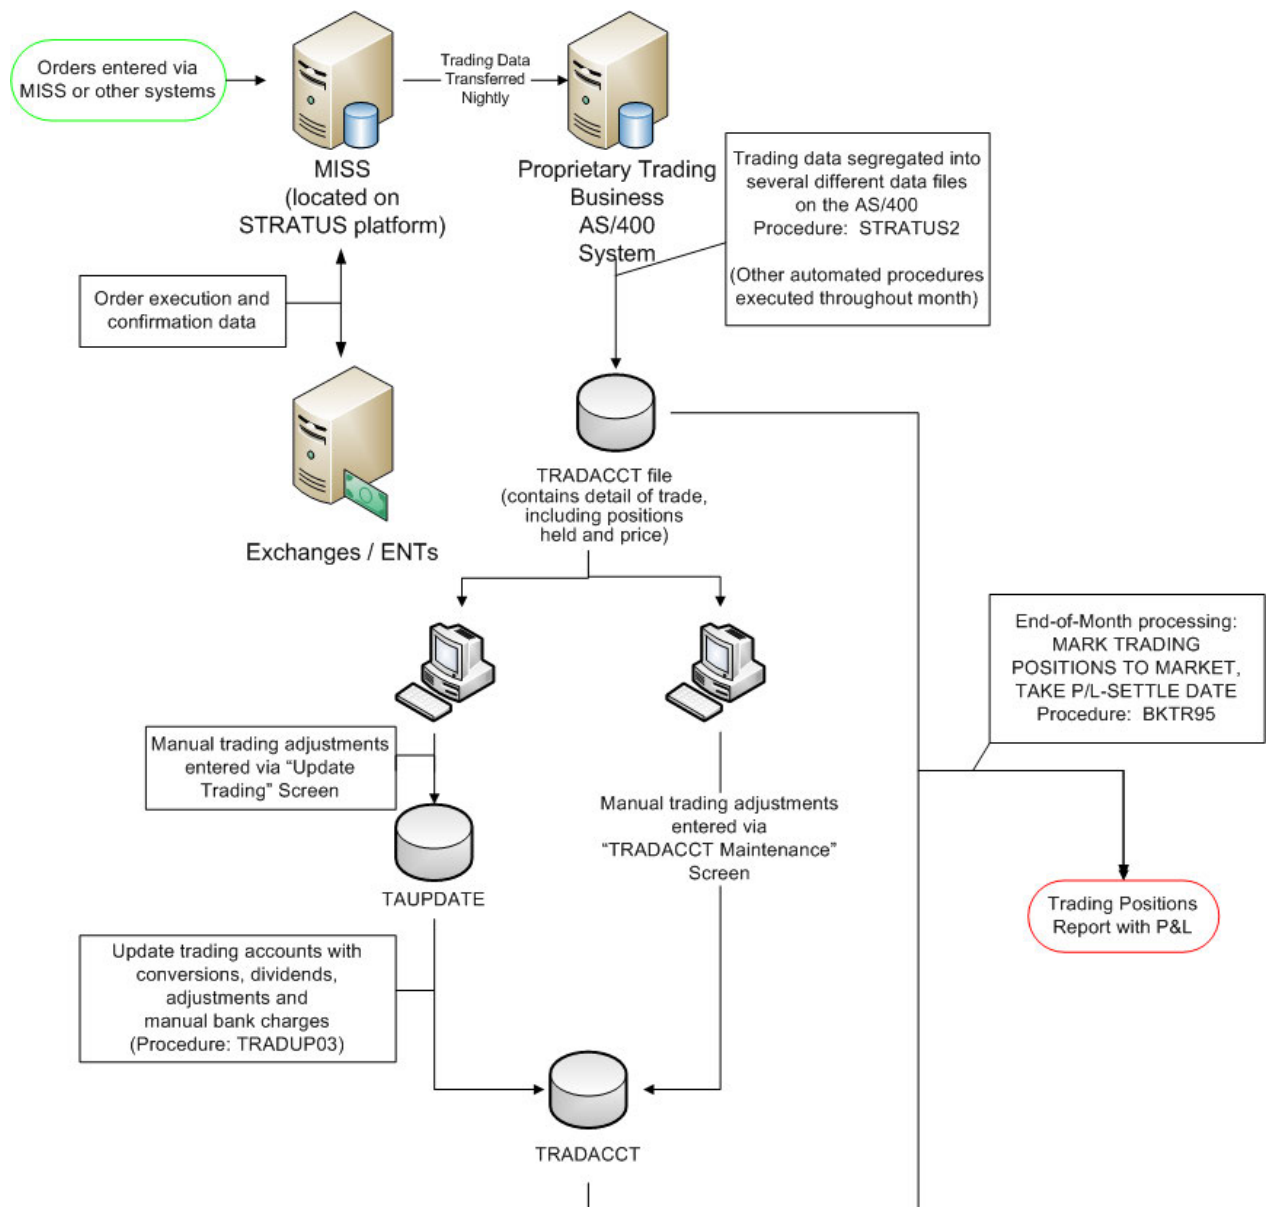 Orders entered via
MISS or other systems
Trading Data
Transferred
Nightly
MISS
(located on
STRATUS platform)
Proprietary Trading
Business
AS/400
System
Trading data segregated into
several different data files
on the AS/400
Procedure: STRATUS2
(Other automated procedures
executed throughout month)
Order execution and
confirmation data
Exchanges / ENTs
TRADACCT file
(contains detail of trade,
including positions
held and price)
End-of-Month processing:
MARK TRADING
POSITIONS TO MARKET,
TAKE P/L-SETTLE DATE
Procedure: BKTR95
Manual trading adjustments
entered via “Update
Trading” Screen
Manual trading adjustments
entered via
“TRADACCT Maintenance”
Screen
TAUPDATE
Trading Positions
Report with P&L
Update trading accounts with
conversions, dividends,
adjustments and
manual bank charges
(Procedure: TRADUP03)
TRADACCT